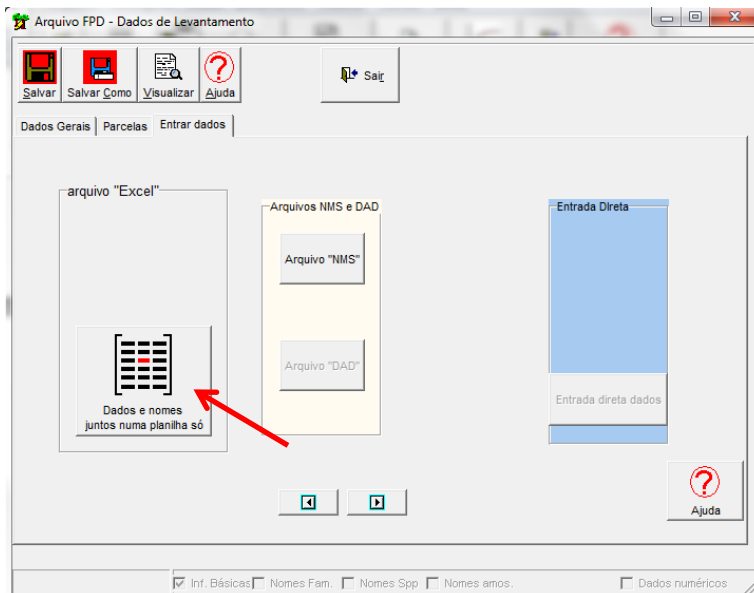 Arquivo FPD - Dados de Levantamento
Salvar
Salvar Como
Visualizar
Ajuda
Sair
Dados Gerais
Parcelas
Entrar dados
arquivo "Excel"
Dados e nomes
juntos numa planilha só
Arquivos NMS e DAD
Arquivo "NMS"
Arquivo "DAD"
Entrada Direta
Entrada direta dados
Ajuda
Inf. Básicas
Nomes Fam.
Nomes Spp
Nomes amos.
Dados numéricos